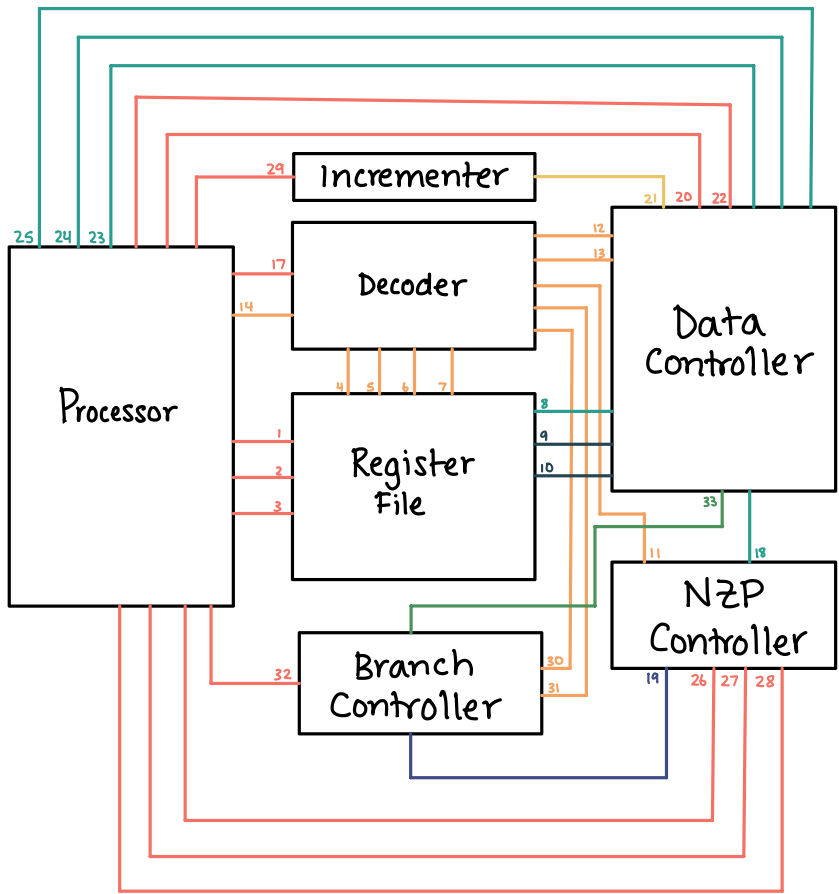 29
Incrementer
21
20
22
25
24
23
12
17
13
Decoder
14
Data
Controller
4
5
6
7
Processor
8
1
9
Register
2
10
File
3
33
11
18
NZP
Controller
Branch
30
32
19
26
27
28
Controller
31